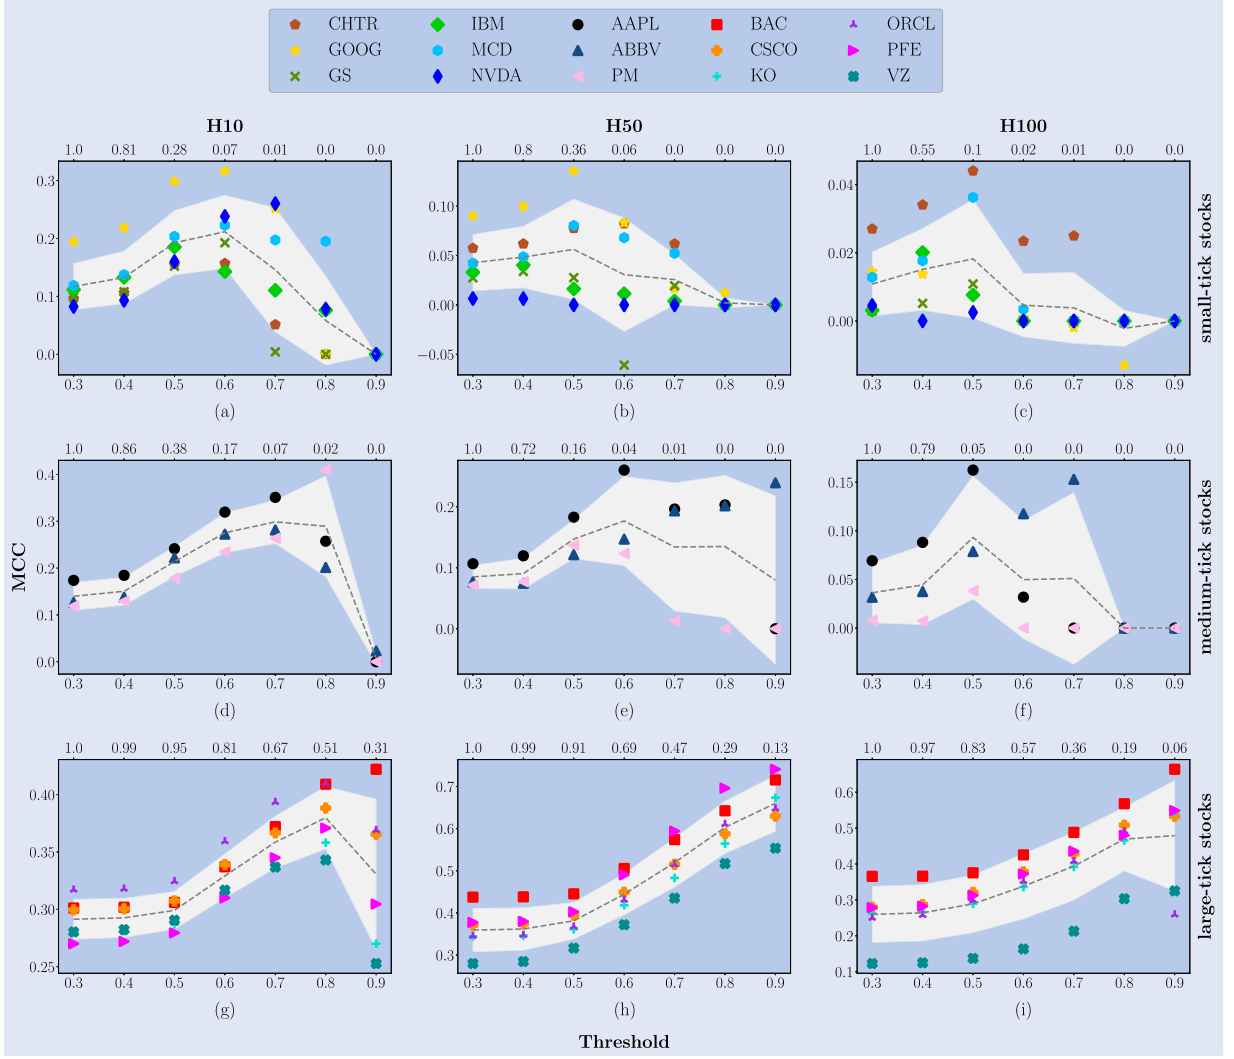 CHTR IBM AAPL BAC ORCL
GOOG MCD ABBV CSCO PFE
GS NVDA PM KO VZ
H10 H50 H100
1.0 0.81 0.28 0.07 0.01 0.0 0.0
0.3
0.2
0.1
0.0
0.3 0.4 0.5 0.6 0.7 0.8 0.9
(a)
1.0 0.8 0.36 0.06 0.0 0.0 0.0
0.10
0.05
0.00
−0.05
0.3 0.4 0.5 0.6 0.7 0.8 0.9
(b)
1.0 0.55 0.1 0.02 0.01 0.0 0.0
0.04
0.02
0.00
0.3 0.4 0.5 0.6 0.7 0.8 0.9
(c)
small-tick stocks
MCC
1.0 0.86 0.38 0.17 0.07 0.02 0.0
0.4
0.3
0.2
0.1
0.0
0.3 0.4 0.5 0.6 0.7 0.8 0.9
(d)
1.0 0.72 0.16 0.04 0.01 0.0 0.0
0.2
0.1
0.0
0.3 0.4 0.5 0.6 0.7 0.8 0.9
(e)
1.0 0.79 0.05 0.0 0.0 0.0 0.0
0.15
0.10
0.05
0.00
0.3 0.4 0.5 0.6 0.7 0.8 0.9
(f)
medium-tick stocks
1.0 0.99 0.95 0.81 0.67 0.51 0.31
0.40
0.35
0.30
0.25
0.3 0.4 0.5 0.6 0.7 0.8 0.9
(g)
1.0 0.99 0.91 0.69 0.47 0.29 0.13
0.7
0.6
0.5
0.4
0.3
0.3 0.4 0.5 0.6 0.7 0.8 0.9
(h)
1.0 0.97 0.83 0.57 0.36 0.19 0.06
0.6
0.5
0.4
0.3
0.2
0.1
0.3 0.4 0.5 0.6 0.7 0.8 0.9
(i)
large-tick stocks
Threshold